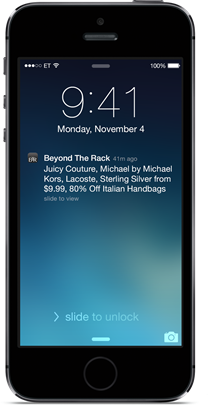 ET 100%
9:41
Monday, November 4
Beyond The Rack 41m ago
Juicy Couture, Michael by Michael
Kors, Lacoste, Sterling Silver from
$9.99, 80% Off Italian Handbags
slide to view
> slide to unlock